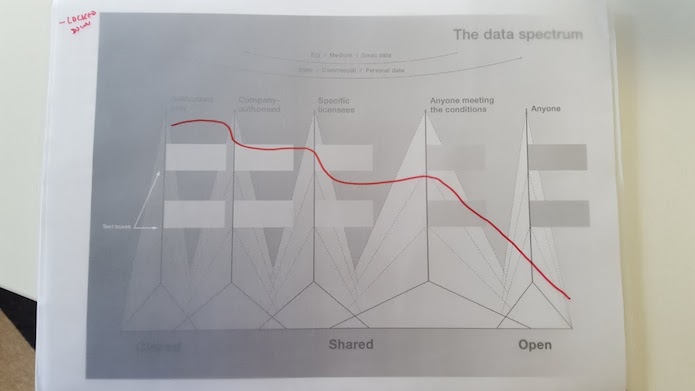 - LOCKED
DOWN
The data spectrum
Big / Medium / Small data
State / Commercial / Personal data
authorised
only
Company-
authorised
Specific
licensees
Anyone meeting
the conditions
Anyone
Text boxes
Closed
Shared
Open